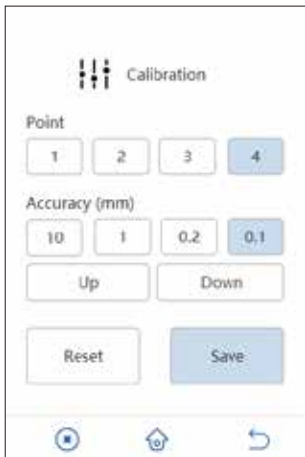 Calibration
Point
1 2 3 4
Accuracy (mm)
10 1 0.2 0.1
Up Down
Reset Save